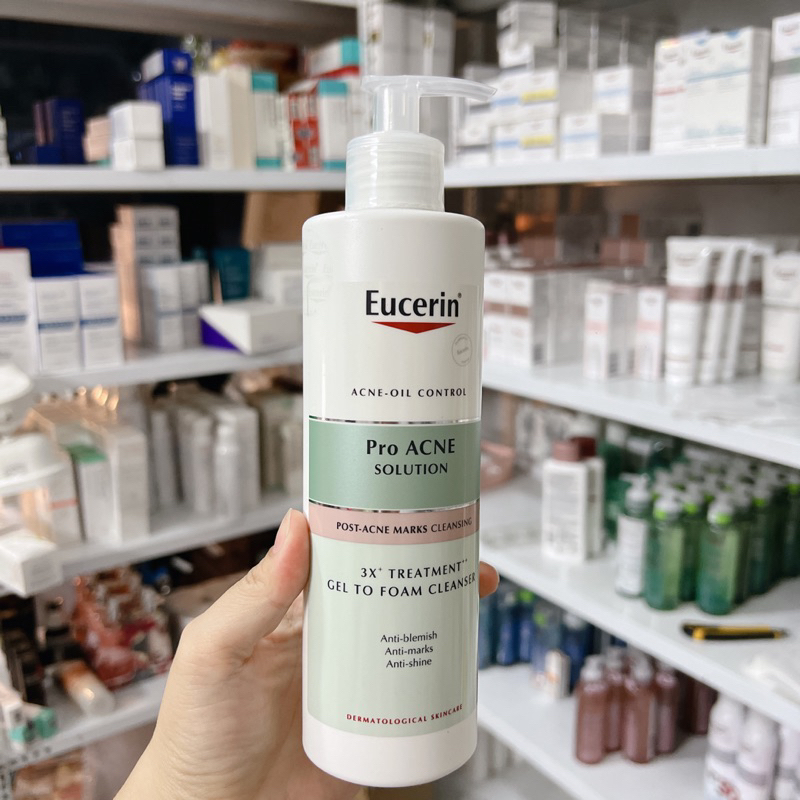 Eucerin®
ACNE-OIL CONTROL
Pro ACNE
SOLUTION
POST-ACNE MARKS CLEANSING
3X⁺ TREATMENT⁺⁺
GEL TO FOAM CLEANSER
Anti-blemish
Anti-marks
Anti-shine
DERMATOLOGICAL SKINCARE